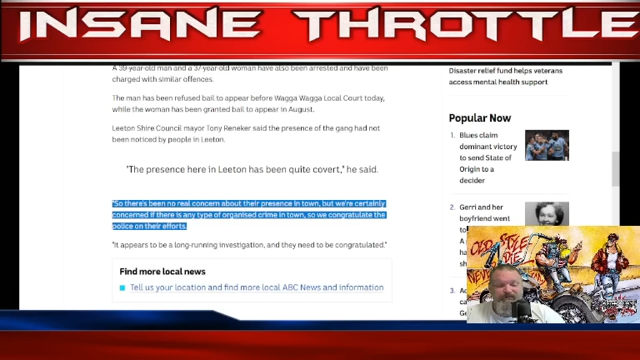 INSANE THROTTLE
A 39-year-old man and a 37-year-old woman have also been arrested and have been
charged with similar offences.
The man has been refused bail to appear before Wagga Wagga Local Court today,
while the woman has been granted bail to appear in August.
Leeton Shire Council mayor Tony Reneker said the presence of the gang had not
been noticed by people in Leeton.
"The presence here in Leeton has been quite covert," he said.
"So there's been no real concern about their presence in town, but we're certainly
concerned if there is any type of organised crime in town, so we congratulate the
police on their efforts.
"It appears to be a long-running investigation, and they need to be congratulated."
Find more local news
Tell us your location and find more local ABC News and information
Disaster relief fund helps veterans
access mental health support
Popular Now
1. Blues claim
dominant victory
to send State of
Origin to a
decider
2. Gerri and her
boyfriend went
to
A
ha
s
3. A
ca
Ge
OLD STYLE
DIE
NEVER